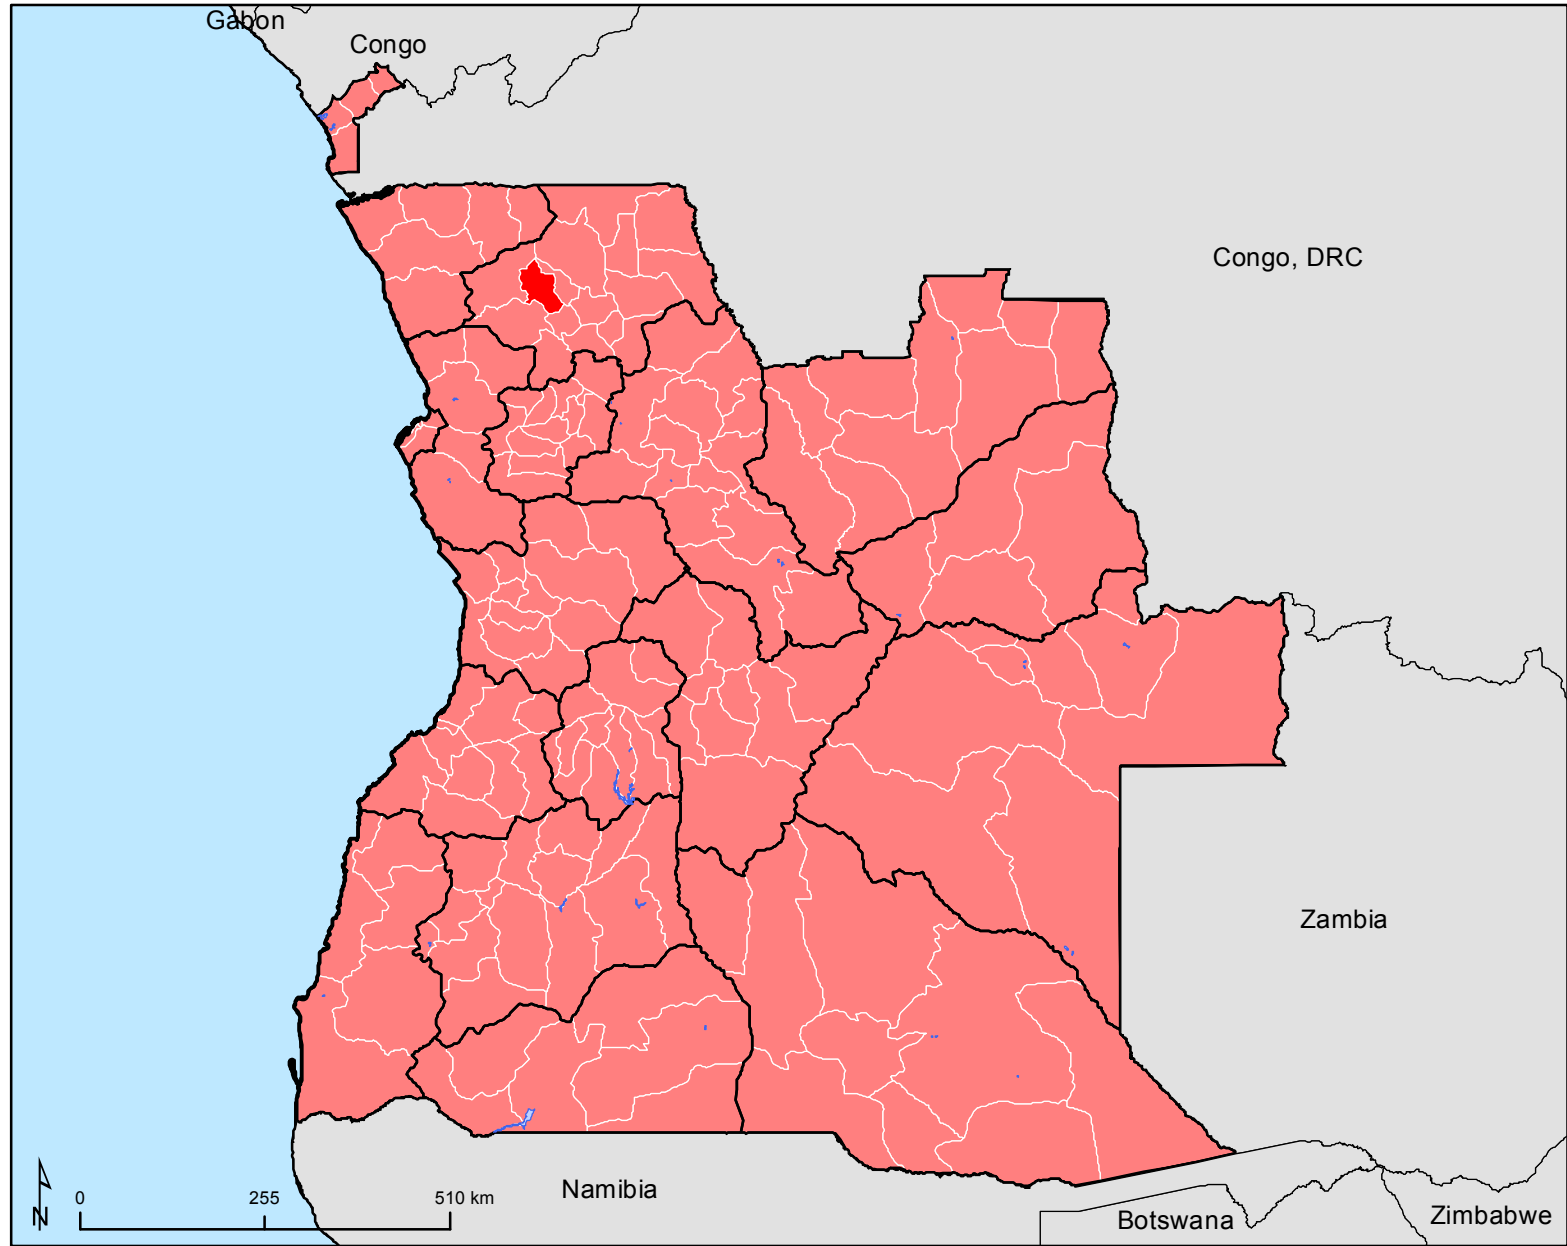 Gabon
Congo
Congo, DRC
Zambia
Namibia
Botswana
Zimbabwe
N
0 255 510 km